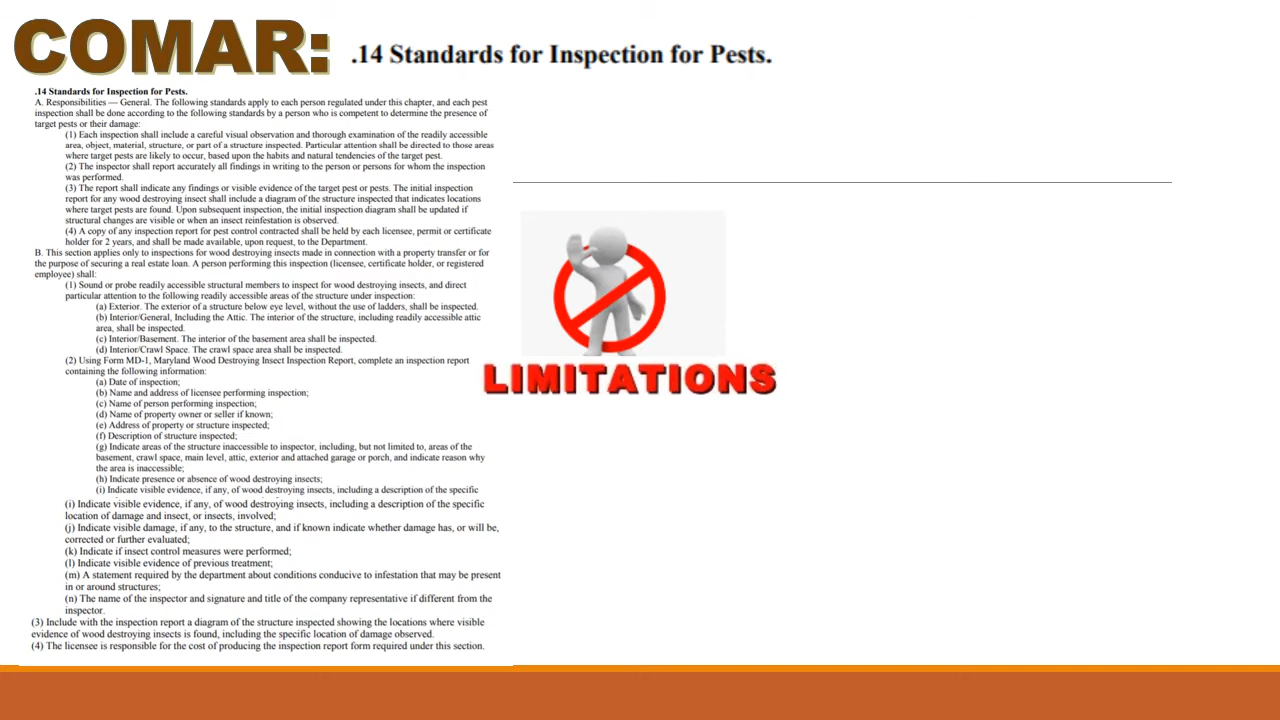 COMAR:
.14 Standards for Inspection for Pests.
.14 Standards for Inspection for Pests.
A. Responsibilities — General. The following standards apply to each person regulated under this chapter, and each pest
inspection shall be done according to the following standards by a person who is competent to determine the presence of
target pests or their damage:
(1) Each inspection shall include a careful visual observation and thorough examination of the readily accessible
area, object, material, structure, or part of a structure inspected. Particular attention shall be directed to those areas
where target pests are likely to occur, based upon the habits and natural tendencies of the target pest.
(2) The inspector shall report accurately all findings in writing to the person or persons for whom the inspection
was performed.
(3) The report shall indicate any findings or visible evidence of the target pest or pests. The initial inspection
report for any wood destroying insect shall include a diagram of the structure inspected that indicates locations
where target pests are found. Upon subsequent inspection, the initial inspection diagram shall be updated if
structural changes are visible or when an insect reinfestation is observed.
(4) A copy of any inspection report for pest control contracted shall be held by each licensee, permit or certificate
holder for 2 years, and shall be made available, upon request, to the Department.
B. This section applies only to inspections for wood destroying insects made in connection with a property transfer or for
the purpose of securing a real estate loan. A person performing this inspection (licensee, certificate holder, or registered
employee) shall:
(1) Sound or probe readily accessible structural members to inspect for wood destroying insects, and direct
particular attention to the following readily accessible areas of the structure under inspection:
(a) Exterior. The exterior of a structure below eye level, without the use of ladders, shall be inspected.
(b) Interior/General, Including the Attic. The interior of the structure, including readily accessible attic
area, shall be inspected.
(c) Interior/Basement. The interior of the basement area shall be inspected.
(d) Interior/Crawl Space. The crawl space area shall be inspected.
(2) Using Form MD-1, Maryland Wood Destroying Insect Inspection Report, complete an inspection report
containing the following information:
(a) Date of inspection;
(b) Name and address of licensee performing inspection;
(c) Name of person performing inspection;
(d) Name of property owner or seller if known;
(e) Address of property or structure inspected;
(f) Description of structure inspected;
(g) Indicate areas of the structure inaccessible to inspector, including, but not limited to, areas of the
basement, crawl space, main level, attic, exterior and attached garage or porch, and indicate reason why
the area is inaccessible;
(h) Indicate presence or absence of wood destroying insects;
(i) Indicate visible evidence, if any, of wood destroying insects, including a description of the specific
(i) Indicate visible evidence, if any, of wood destroying insects, including a description of the specific
location of damage and insect, or insects, involved;
(j) Indicate visible damage, if any, to the structure, and if known indicate whether damage has, or will be,
corrected or further evaluated;
(k) Indicate if insect control measures were performed;
(l) Indicate visible evidence of previous treatment;
(m) A statement required by the department about conditions conducive to infestation that may be present
in or around structures;
(n) The name of the inspector and signature and title of the company representative if different from the
inspector.
(3) Include with the inspection report a diagram of the structure inspected showing the locations where visible
evidence of wood destroying insects is found, including the specific location of damage observed.
(4) The licensee is responsible for the cost of producing the inspection report form required under this section.
LIMITATIONS